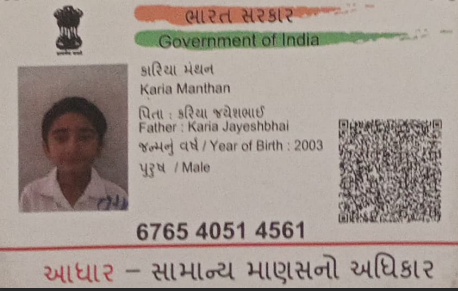 ભારત સરકાર
Government of India
કારિયા મંથન
Karia Manthan
પિતા : કરિયા જયેશભાઈ
Father : Karia Jayeshbhai
જન્મનું વર્ષ / Year of Birth : 2003
પુરુષ / Male
6765 4051 4561
આધાર – સામાન્ય માણસનો અધિકાર